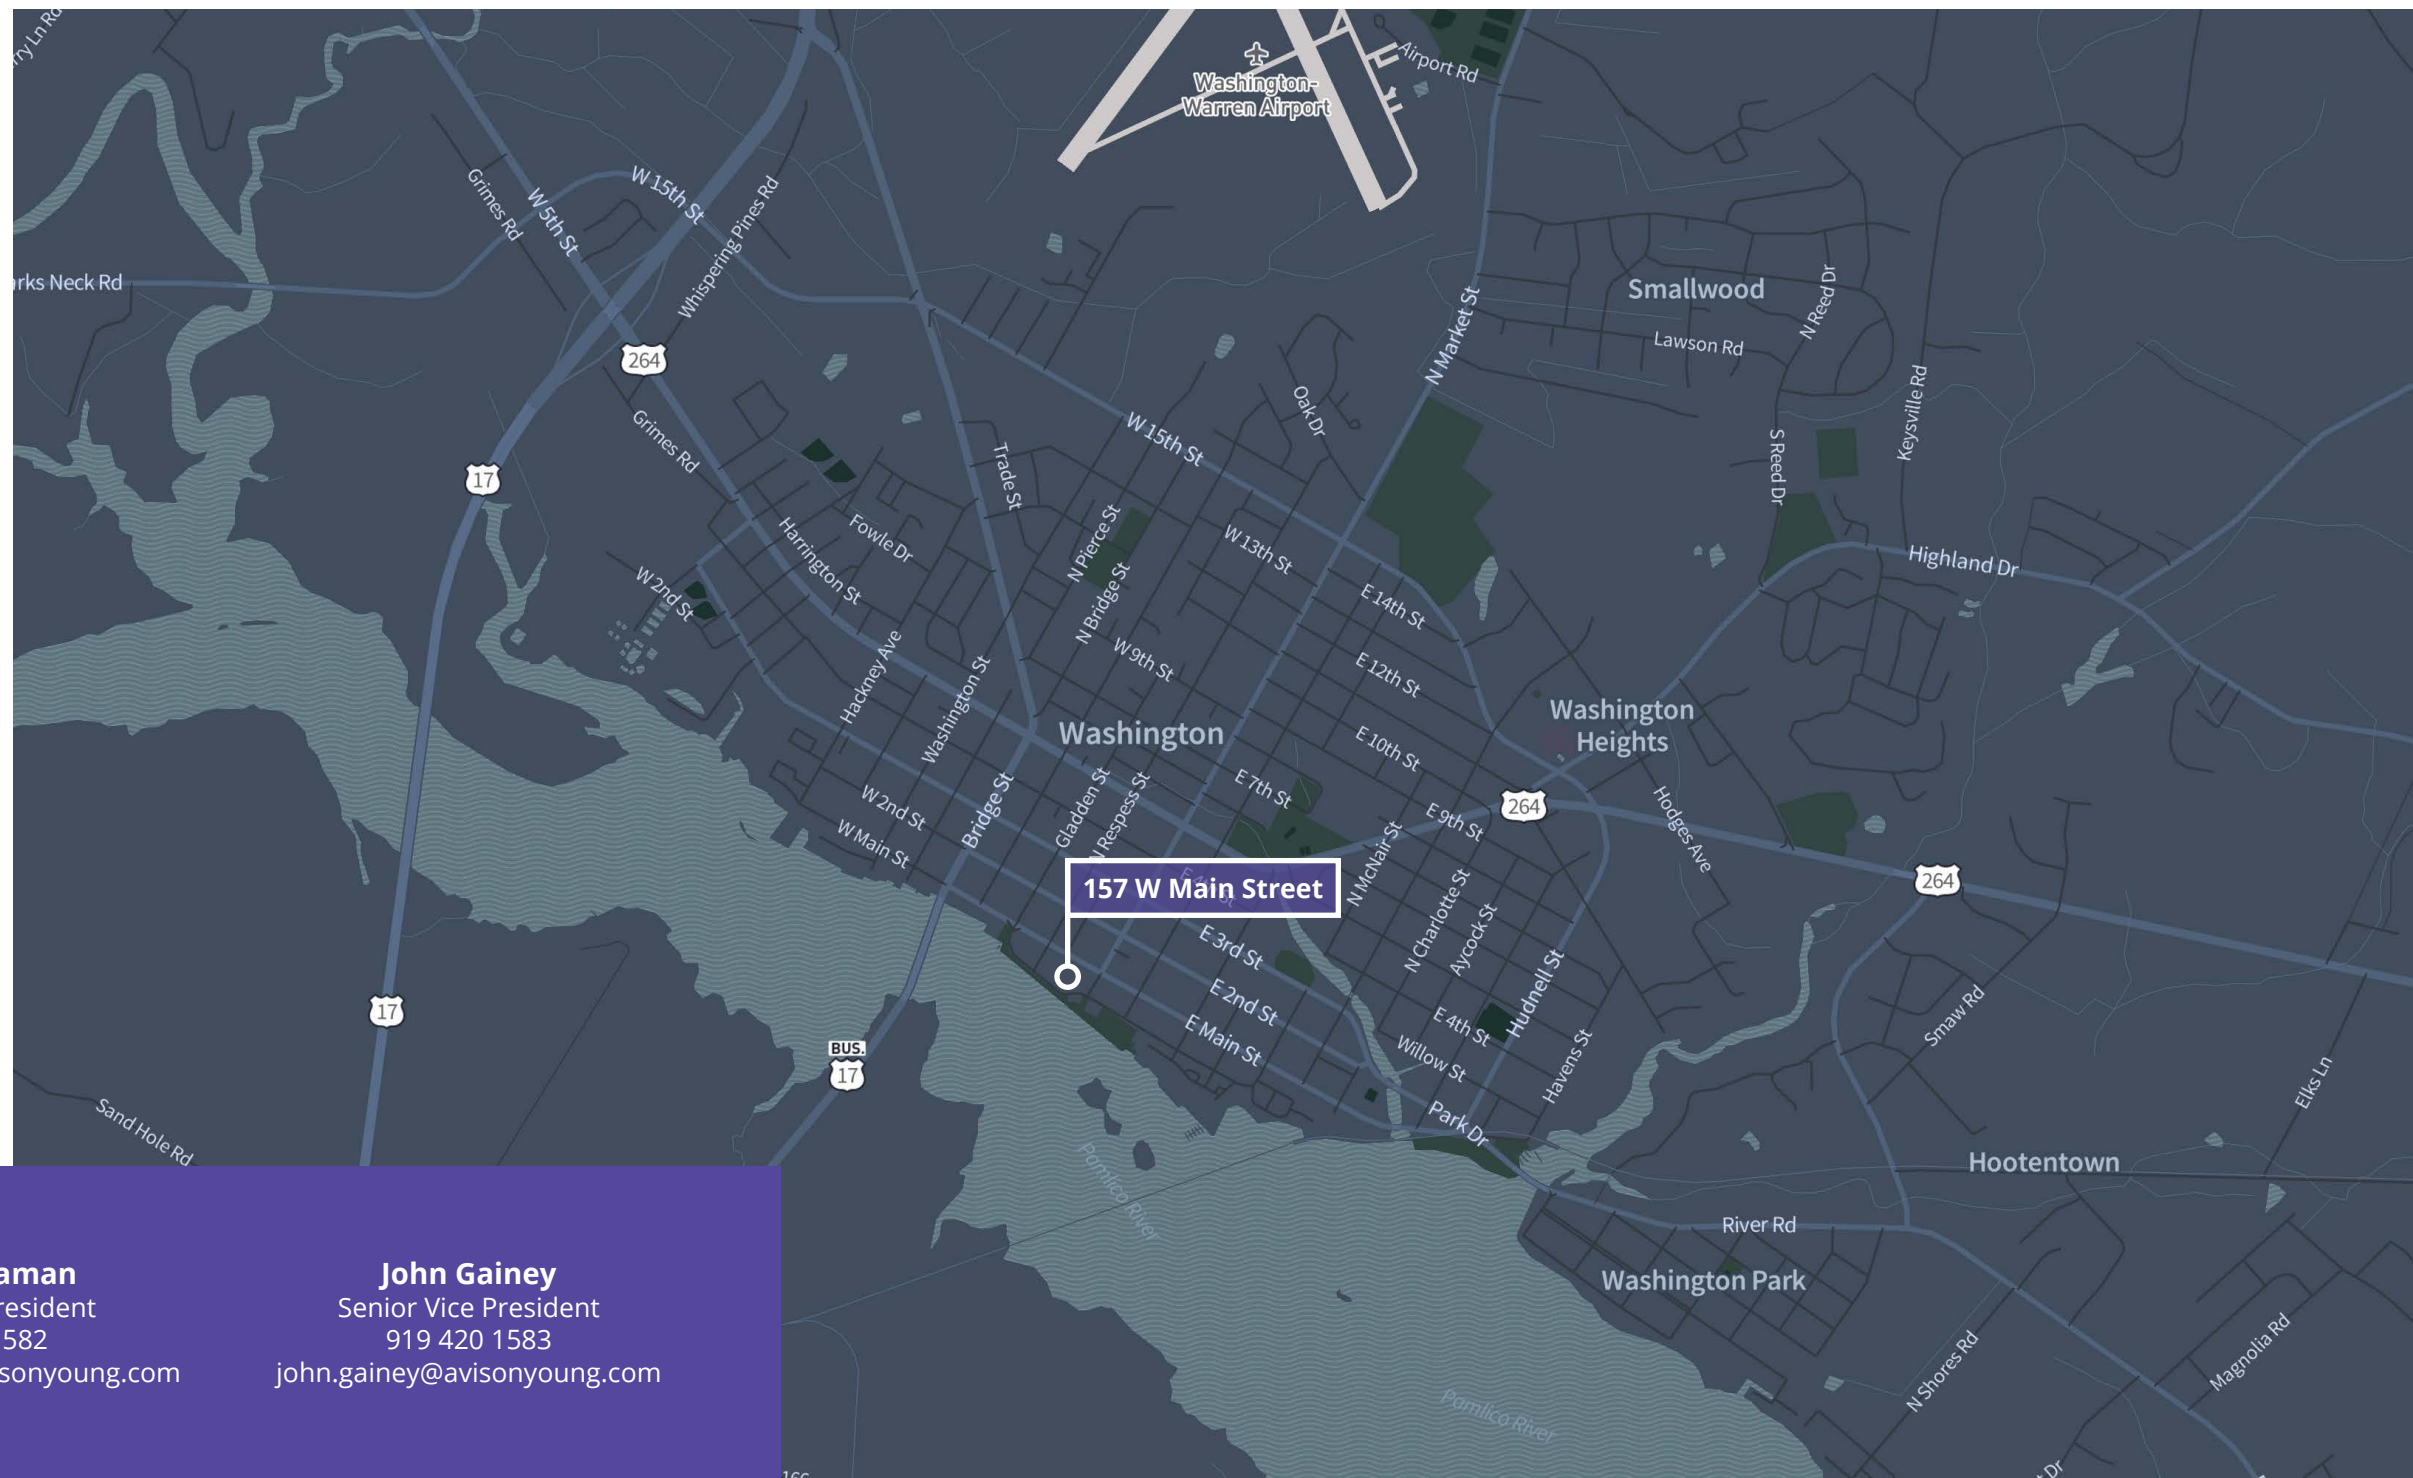 Airport Rd
Washington-
Warren Airport
W 15th St
Grimes Rd
W 5th St
Whispering Pines Rd
rks Neck Rd
Smallwood
N Reed Dr
N Market St
Lawson Rd
264
Keysville Rd
Oak Dr
Grimes Rd
W 15th St
S Reed Dr
Trade St
17
N Pierce St
Fowle Dr
Harrington St
W 13th St
Highland Dr
W 2nd St
N Bridge St
E 14th St
W 9th St
Hackney Ave
E 12th St
Washington St
Washington
Washington
Heights
E 10th St
E 7th St
Gladden St
N Respess St
Bridge St
W 2nd St
264
E 9th St
Hodges Ave
W Main St
N McNair St
157 W Main Street
264
N Charlotte St
Aycock St
E 3rd St
Hudnell St
E 2nd St
17
E Main St
E 4th St
Smaw Rd
Willow St
Havens St
BUS.
17
Elks Ln
Sand Hole Rd
Park Dr
Pamlico River
Hootentown
River Rd
Washington Park
N Shores Rd
Magnolia Rd
Pamlico River
aman
resident
582
sonyoung.com
John Gainey
Senior Vice President
919 420 1583
john.gainey@avisonyoung.com